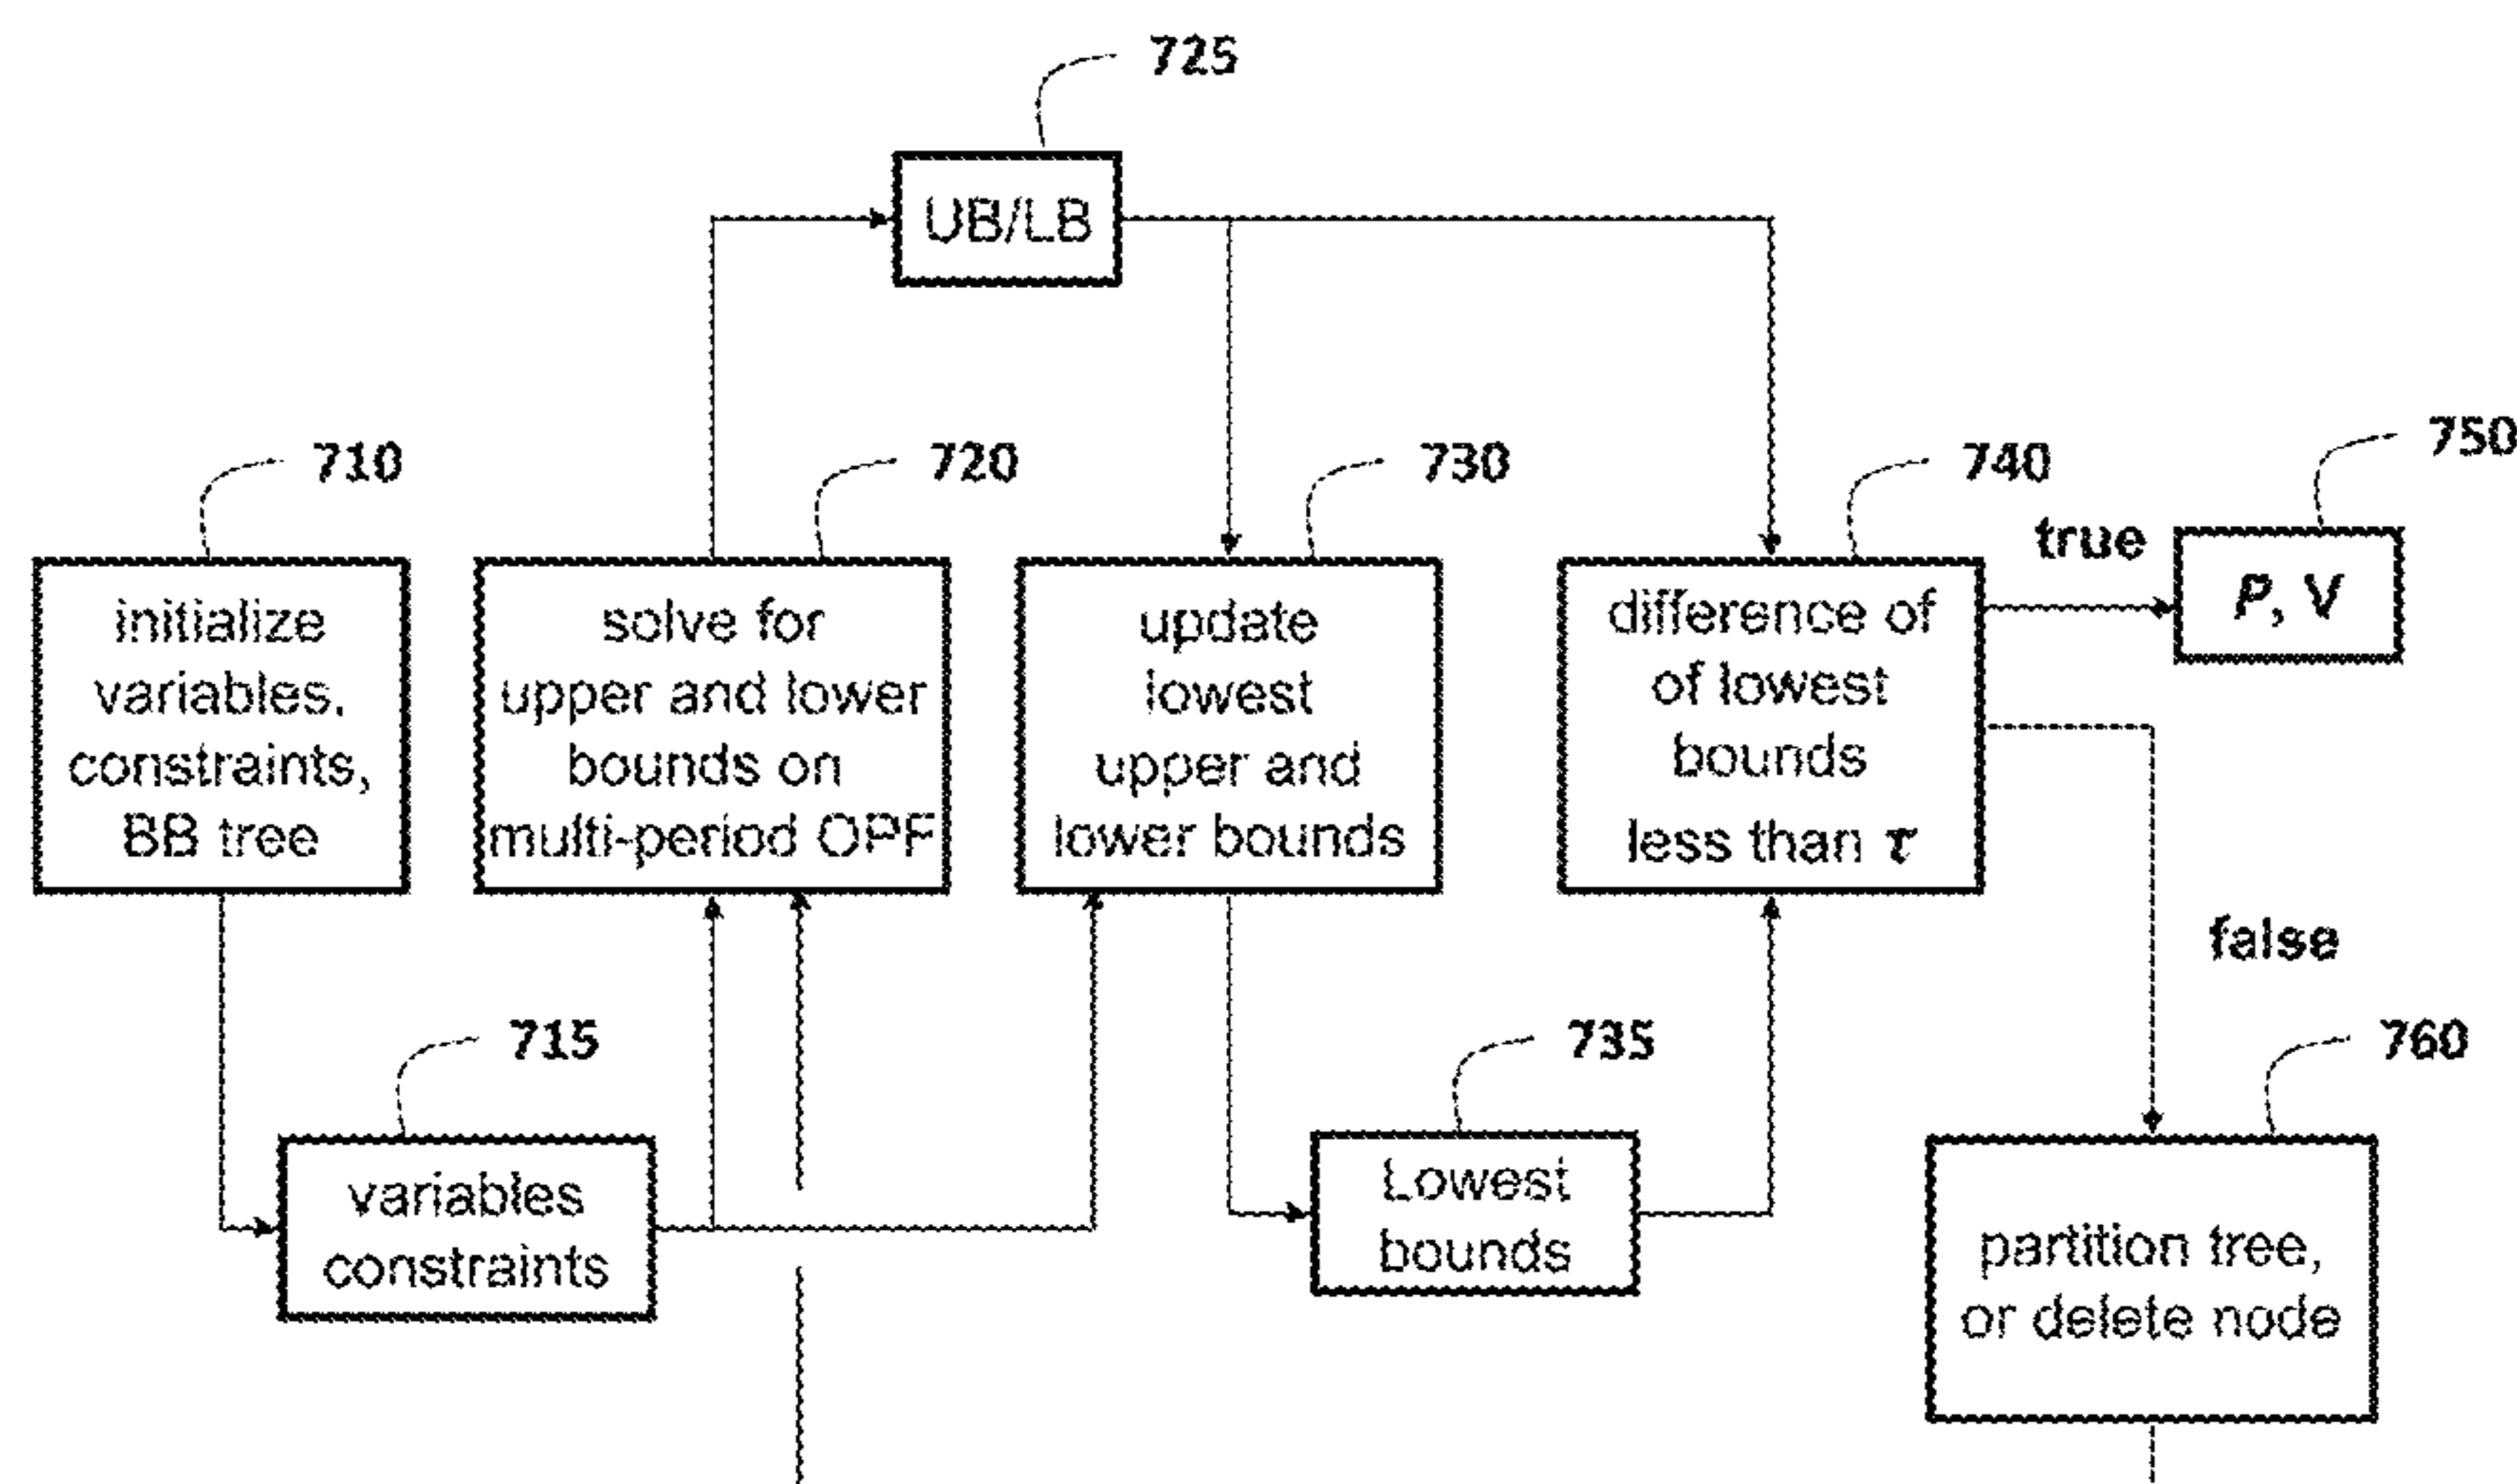 725
UB/LB
710
720
730
740
750
true
initialize
variables,
constraints,
BB tree
solve for
upper and lower
bounds on
multi-period OPF
update
lowest
upper and
lower bounds
difference of
of lowest
bounds
less than τ
P, V
false
715
735
760
variables
constraints
Lowest
bounds
partition tree,
or delete node